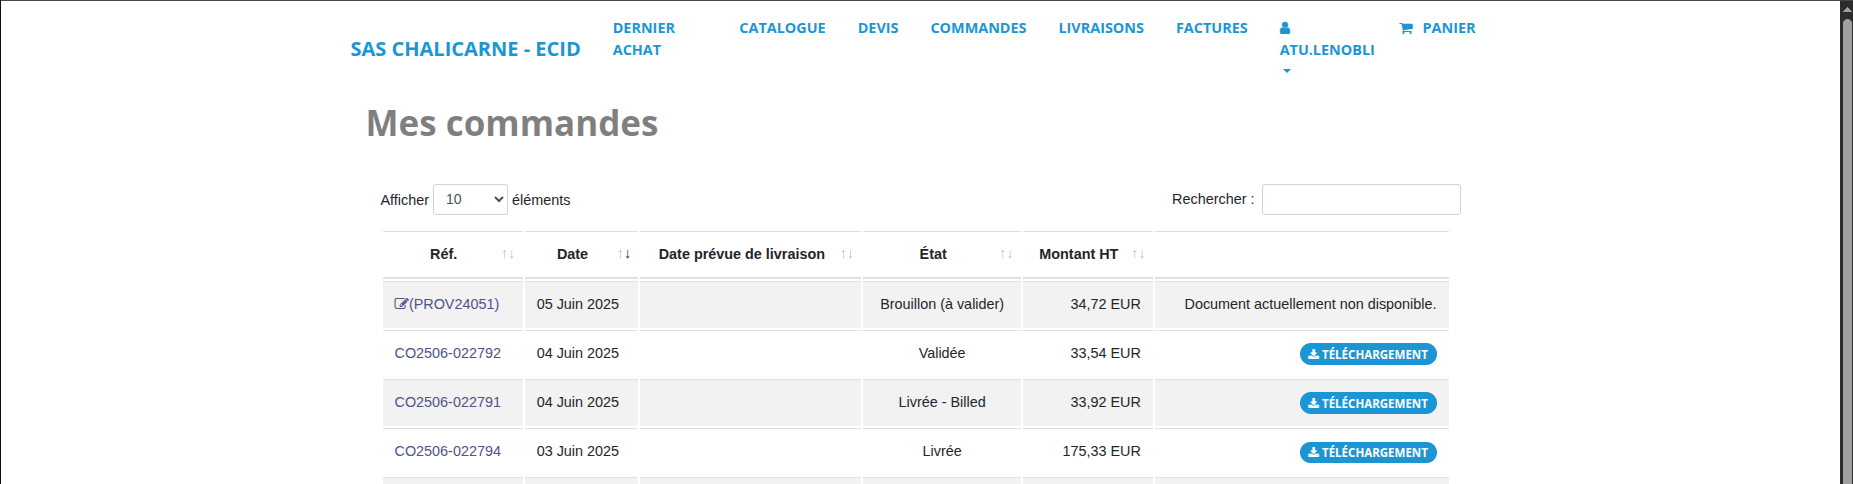 SAS CHALICARNE - ECID
DERNIER ACHAT
CATALOGUE
DEVIS
COMMANDES
LIVRAISONS
FACTURES
ATU.LENOBLI
PANIER
Mes commandes
Afficher 10 éléments
Rechercher :
Réf. ↑↓ Date ↑↓ Date prévue de livraison ↑↓ État ↑↓ Montant HT ↑↓
(PROV24051) 05 Juin 2025 Brouillon (à valider) 34,72 EUR Document actuellement non disponible.
CO2506-022792 04 Juin 2025 Validée 33,54 EUR TÉLÉCHARGEMENT
CO2506-022791 04 Juin 2025 Livrée - Billed 33,92 EUR TÉLÉCHARGEMENT
CO2506-022794 03 Juin 2025 Livrée 175,33 EUR TÉLÉCHARGEMENT